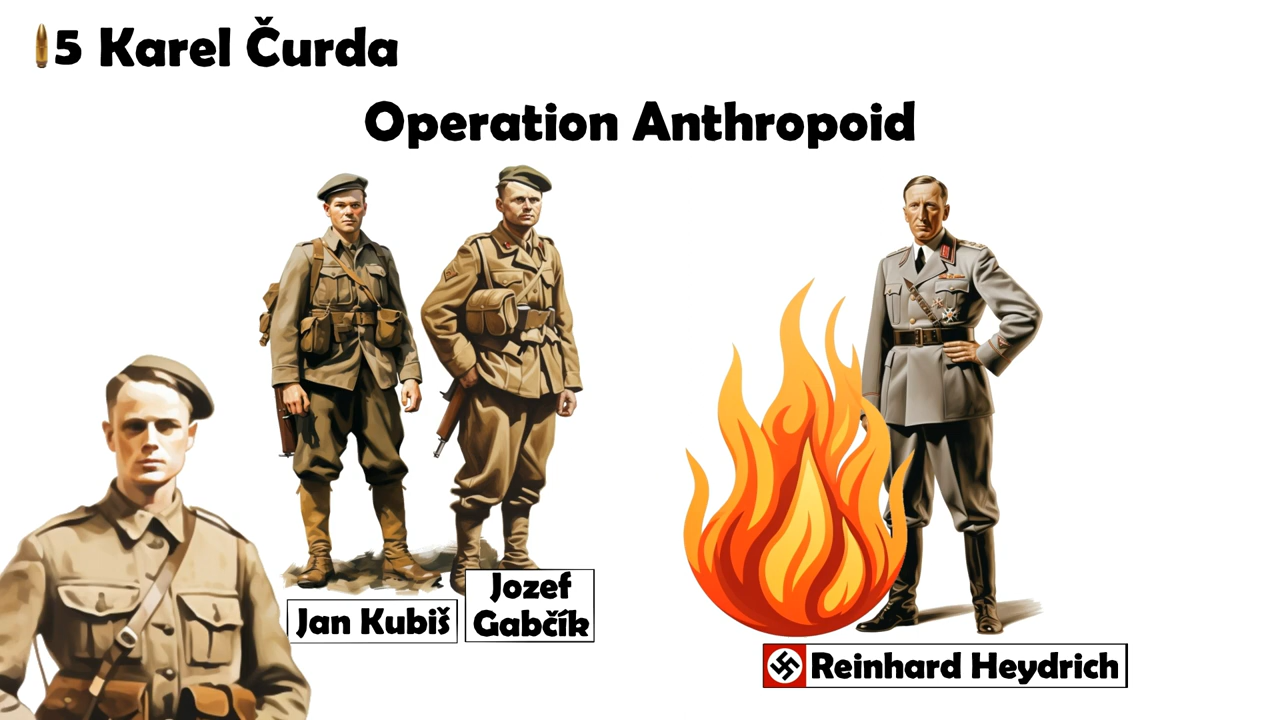 5 Karel Čurda
Operation Anthropoid
Jan Kubiš
Jozef
Gabčík
Reinhard Heydrich